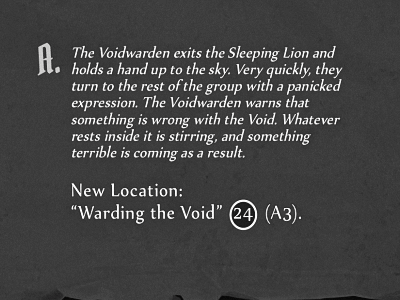 A. The Voidwarden exits the Sleeping Lion and
holds a hand up to the sky. Very quickly, they
turn to the rest of the group with a panicked
expression. The Voidwarden warns that
something is wrong with the Void. Whatever
rests inside it is stirring, and something
terrible is coming as a result.
New Location:
“Warding the Void” 24 (A3).